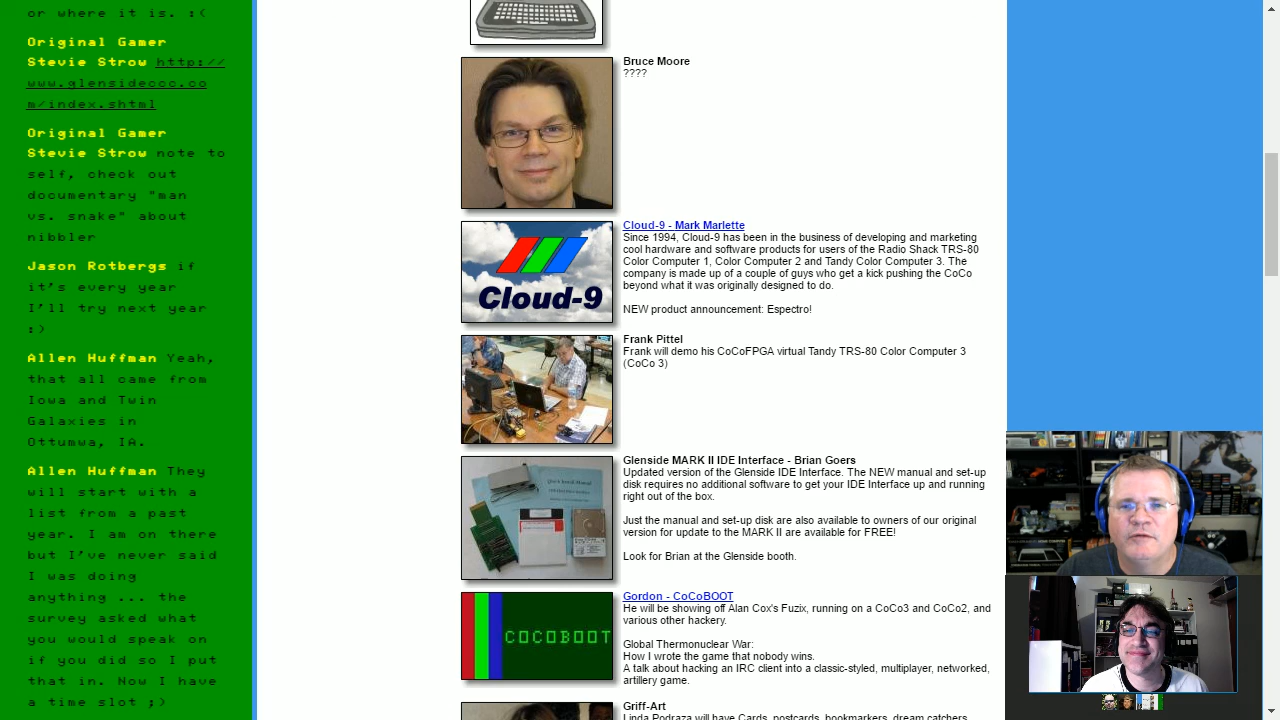 or where it is. :(
Original Gamer
Stevie Strow http://
www.glensideccc.co
m/index.shtml
Original Gamer
Stevie Strow note to
self, check out
documentary "man
vs. snake" about
nibbler
Jason Rotbergs if
it's every year
I'll try next year
:)
Allen Huffman Yeah,
that all came from
Iowa and Twin
Galaxies in
Ottumwa, IA.
Allen Huffman They
will start with a
list from a past
year. I am on there
but I've never said
I was doing
anything ... the
survey asked what
you would speak on
if you did so I put
that in. Now I have
a time slot ;)
Bruce Moore
????
Cloud-9
Cloud-9 - Mark Marlette
Since 1994, Cloud-9 has been in the business of developing and marketing
cool hardware and software products for users of the Radio Shack TRS-80
Color Computer 1, Color Computer 2 and Tandy Color Computer 3. The
company is made up of a couple of guys who get a kick pushing the CoCo
beyond what it was originally designed to do.
NEW product announcement: Espectro!
Frank Pittel
Frank will demo his CoCoFPGA virtual Tandy TRS-80 Color Computer 3
(CoCo 3)
Glenside MARK II IDE Interface - Brian Goers
Updated version of the Glenside IDE Interface. The NEW manual and set-up
disk requires no additional software to get your IDE Interface up and running
right out of the box.
Just the manual and set-up disk are also available to owners of our original
version for update to the MARK II are available for FREE!
Look for Brian at the Glenside booth.
COCOBOOT
Gordon - CoCoBOOT
He will be showing off Alan Cox's Fuzix, running on a CoCo3 and CoCo2, and
various other hackery.
Global Thermonuclear War:
How I wrote the game that nobody wins.
A talk about hacking an IRC client into a classic-styled, multiplayer, networked,
artillery game.
Griff-Art
Linda Podraza will have Cards, postcards, bookmarkers, dream catchers,